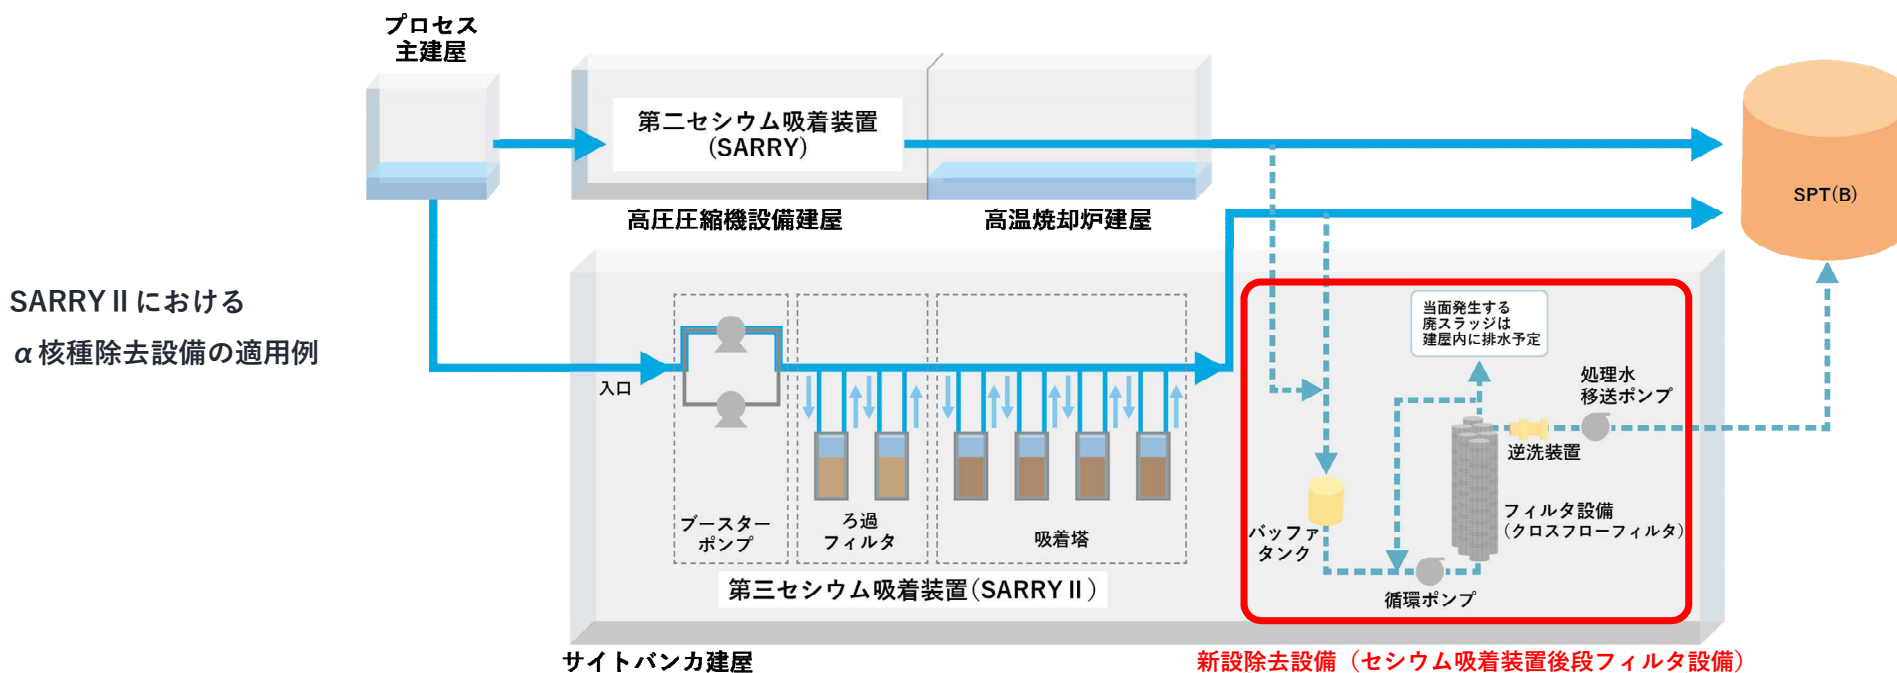 プロセス
主建屋
第二セシウム吸着装置
(SARRY)
SPT(B)
高圧圧縮機設備建屋
高温焼却炉建屋
SARRYⅡにおける
α核種除去設備の適用例
当面発生する
廃スラッジは
建屋内に排水予定
入口
処理水
移送ポンプ
逆洗装置
ブースター
ポンプ
ろ過
フィルタ
吸着塔
バッファ
タンク
フィルタ設備
(クロスフローフィルタ)
第三セシウム吸着装置(SARRYⅡ)
循環ポンプ
サイトバンカ建屋
新設除去設備(セシウム吸着装置後段フィルタ設備)